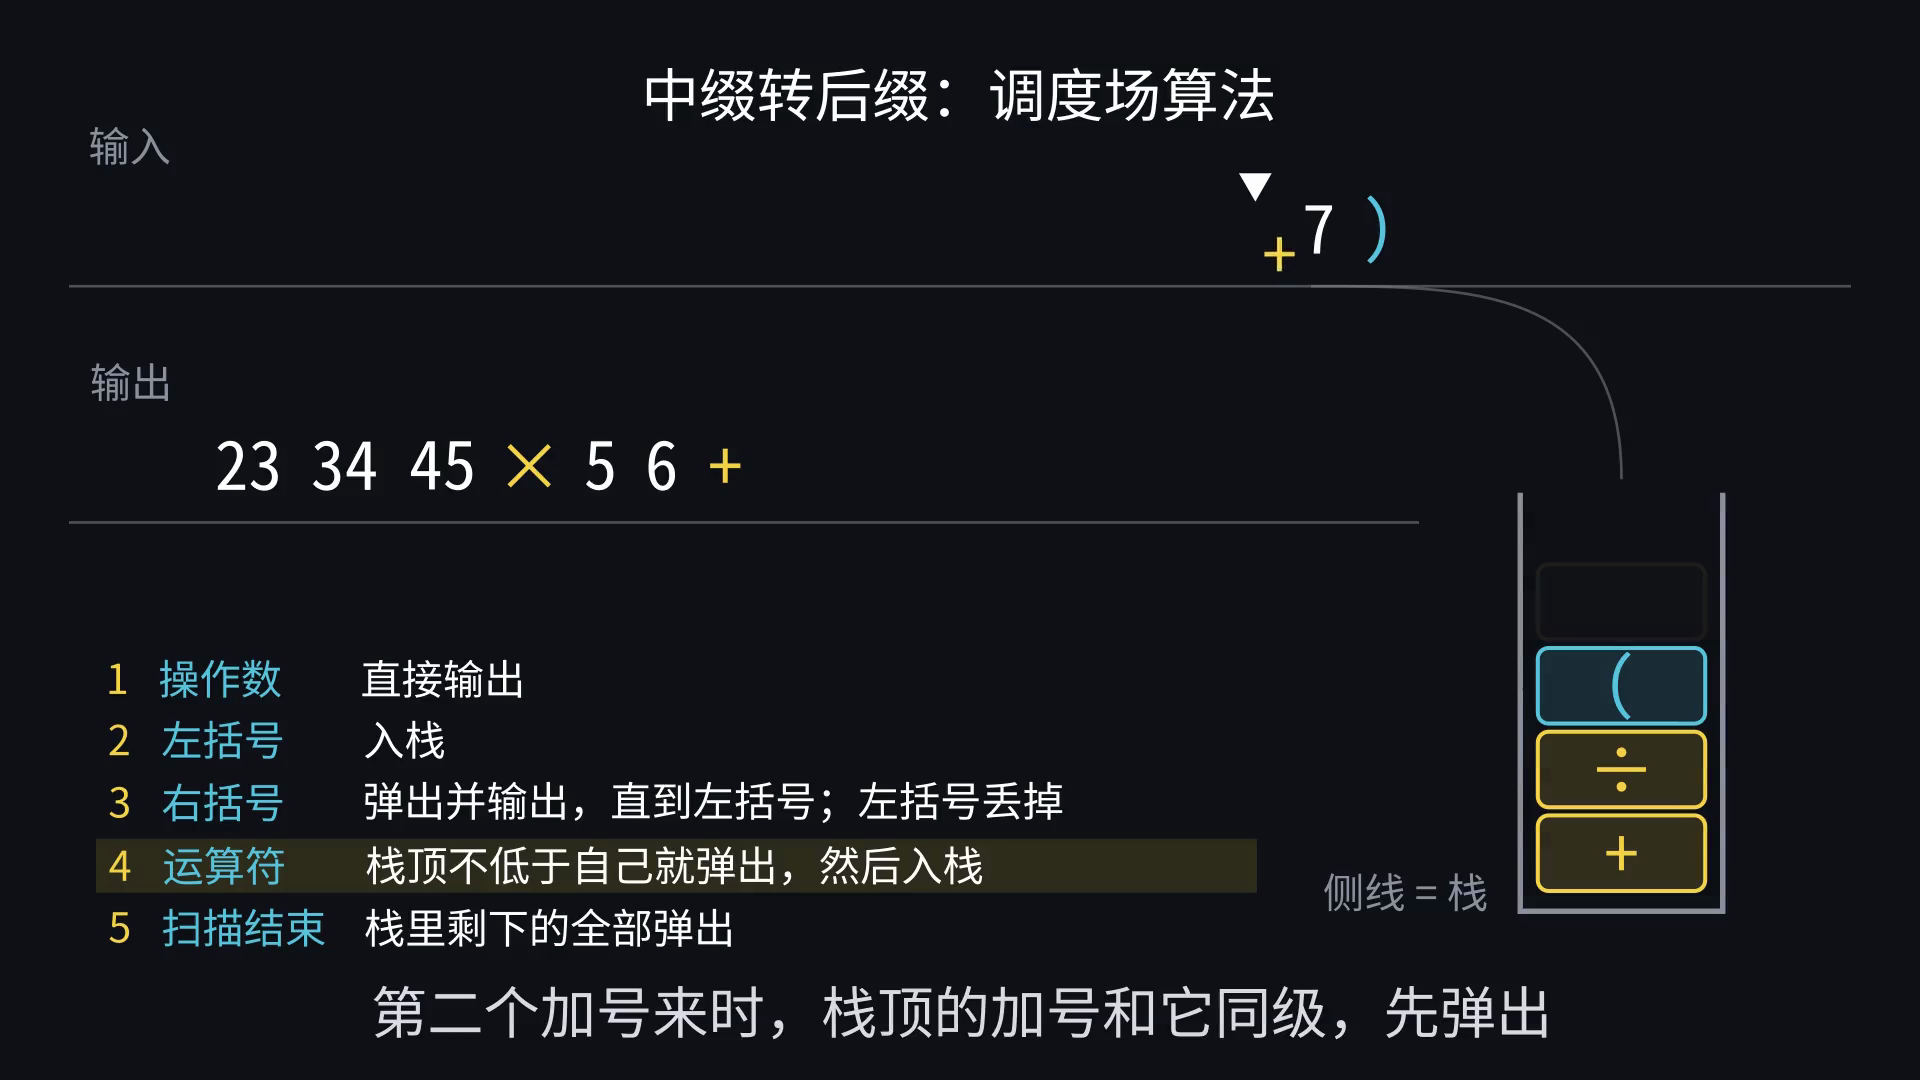 中缀转后缀：调度场算法
输入
+ 7 )
输出
23 34 45 × 5 6 +
(
÷
+
1 操作数 直接输出
2 左括号 入栈
3 右括号 弹出并输出，直到左括号；左括号丢掉
4 运算符 栈顶不低于自己就弹出，然后入栈
5 扫描结束 栈里剩下的全部弹出
侧线 = 栈
第二个加号来时，栈顶的加号和它同级，先弹出